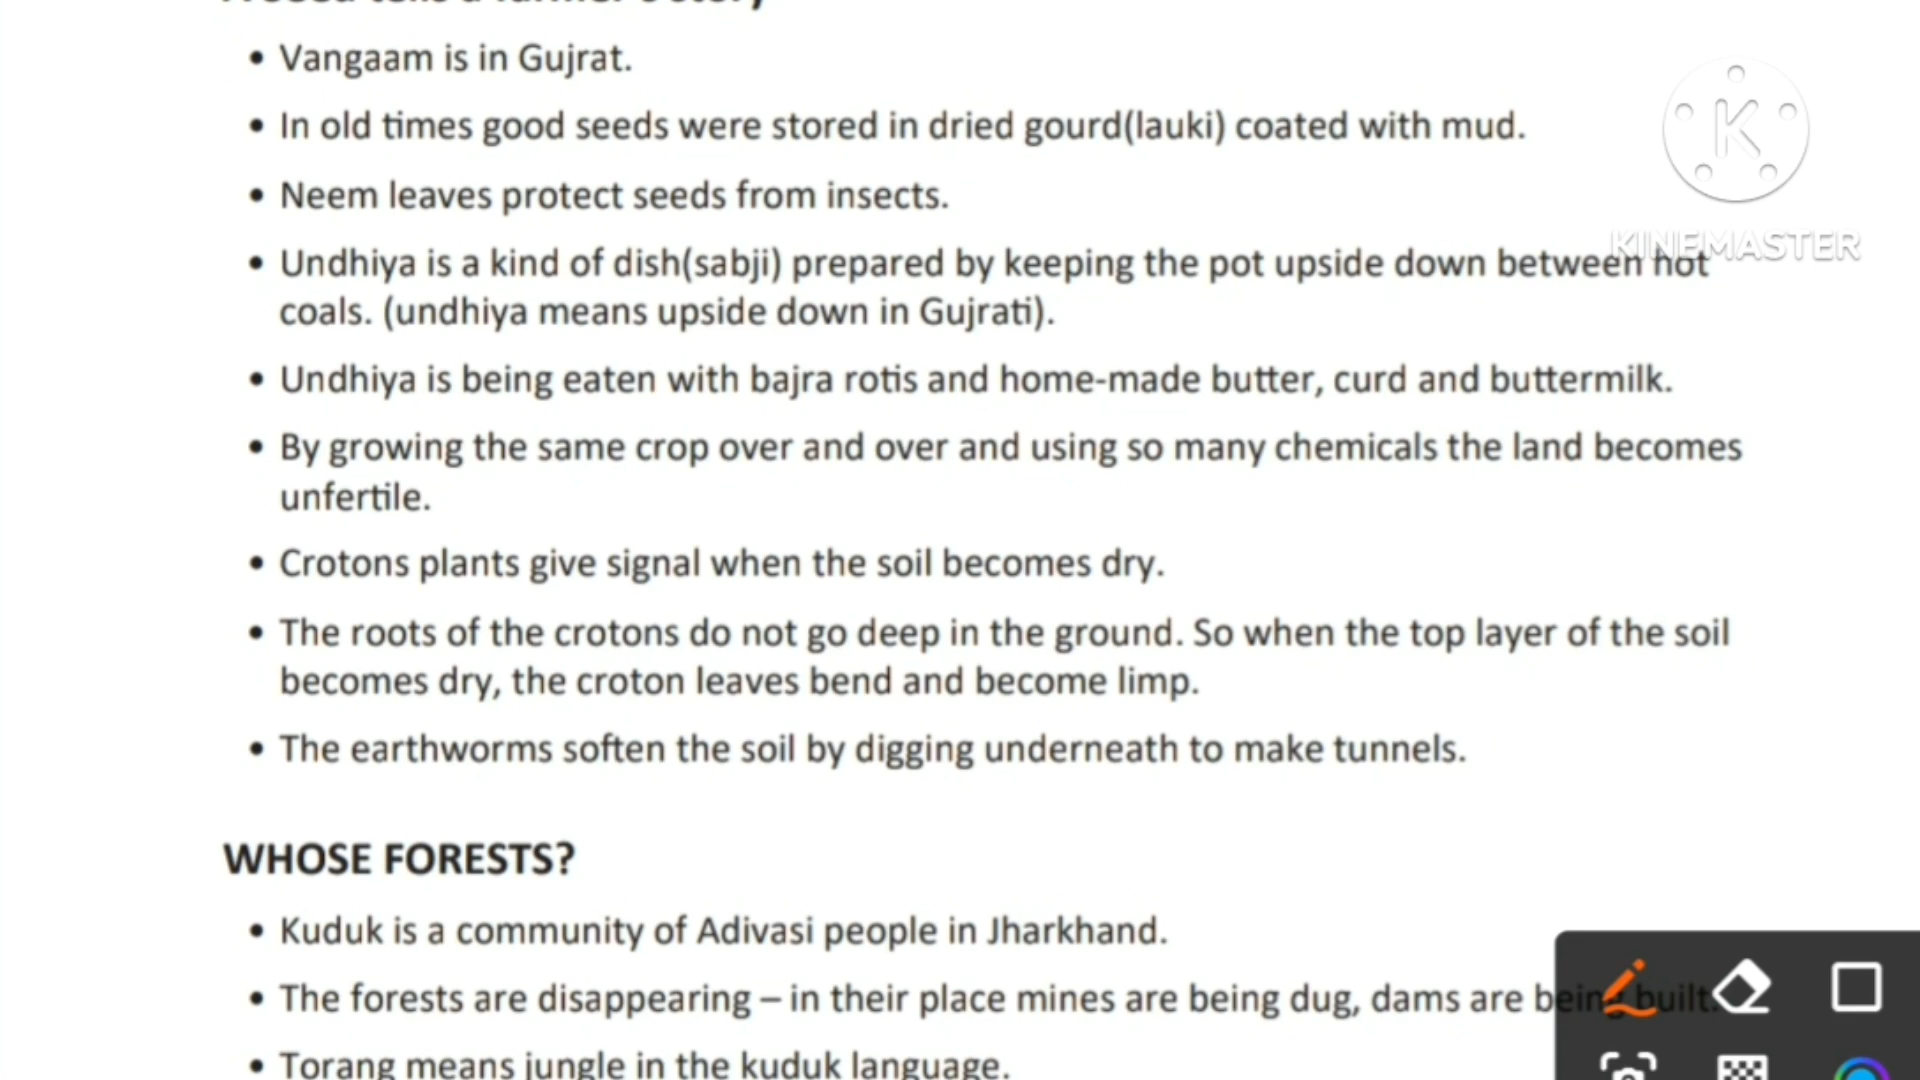 A seed tells a farmer's story
• Vangaam is in Gujrat.
• In old times good seeds were stored in dried gourd(lauki) coated with mud.
• Neem leaves protect seeds from insects.
• Undhiya is a kind of dish(sabji) prepared by keeping the pot upside down between hot
coals. (undhiya means upside down in Gujrati).
• Undhiya is being eaten with bajra rotis and home-made butter, curd and buttermilk.
• By growing the same crop over and over and using so many chemicals the land becomes
unfertile.
• Crotons plants give signal when the soil becomes dry.
• The roots of the crotons do not go deep in the ground. So when the top layer of the soil
becomes dry, the croton leaves bend and become limp.
• The earthworms soften the soil by digging underneath to make tunnels.
WHOSE FORESTS?
• Kuduk is a community of Adivasi people in Jharkhand.
• The forests are disappearing – in their place mines are being dug, dams are being built.
• Torang means jungle in the kuduk language.
K
KINEMASTER